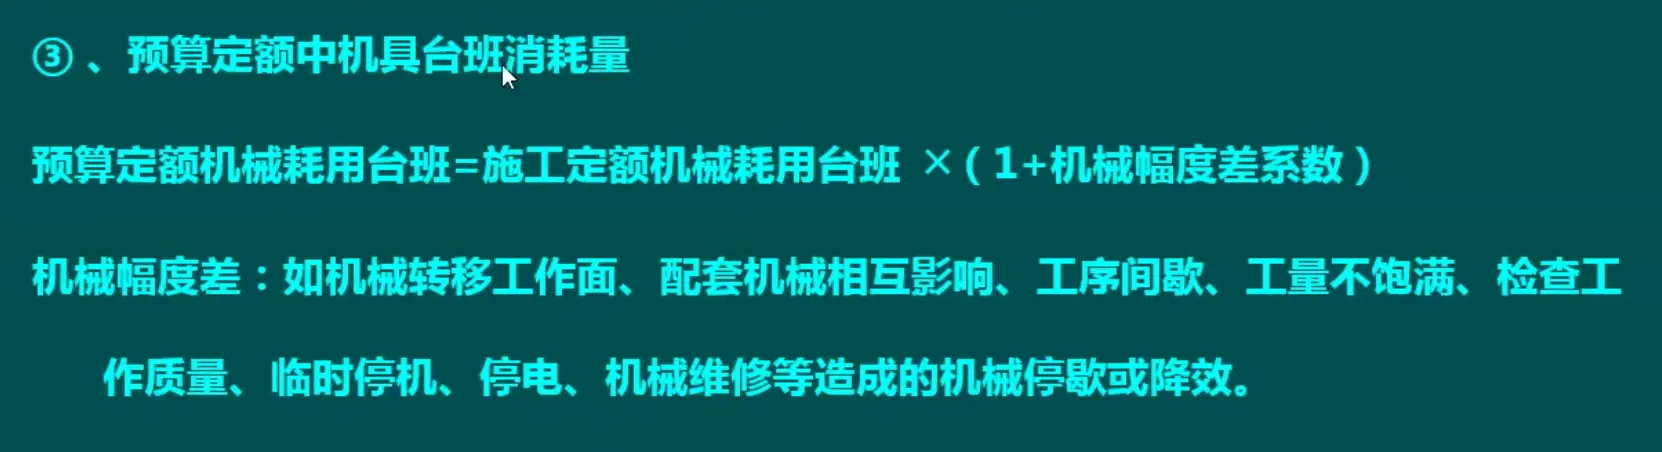 ③、预算定额中机具台班消耗量
预算定额机械耗用台班=施工定额机械耗用台班 ×(1+机械幅度差系数)
机械幅度差：如机械转移工作面、配套机械相互影响、工序间歇、工量不饱满、检查工
作质量、临时停机、停电、机械维修等造成的机械停歇或降效。